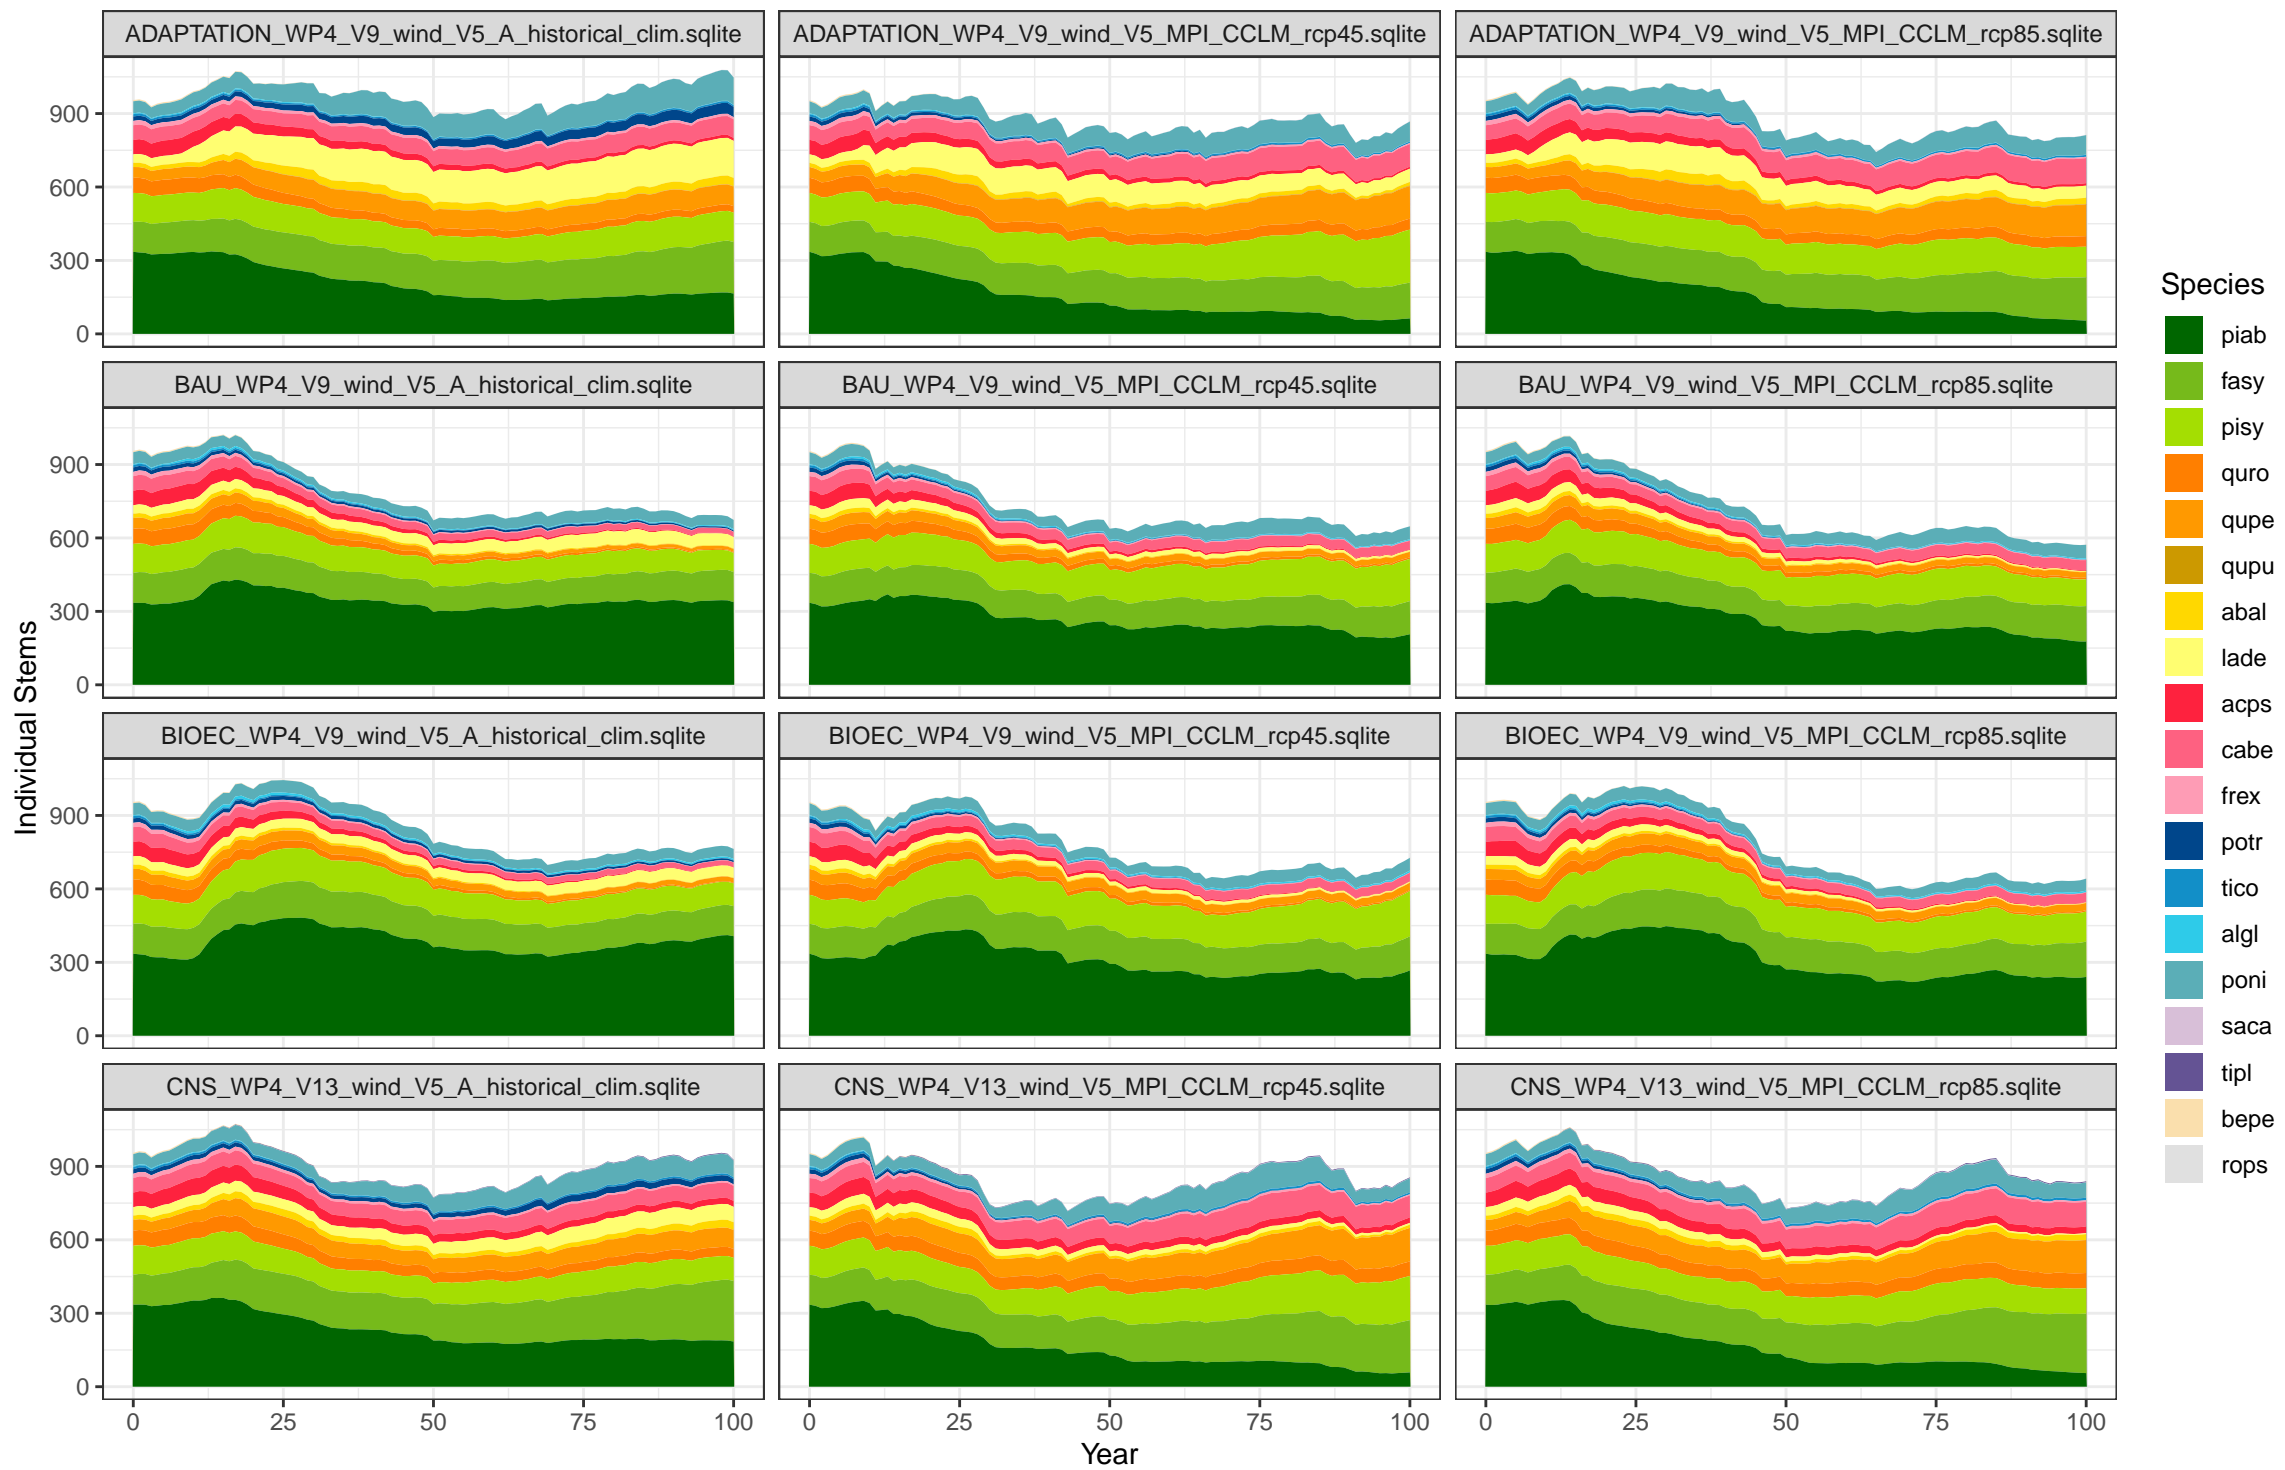 ADAPTATION_WP4_V9_wind_V5_A_historical_clim.sqlite
ADAPTATION_WP4_V9_wind_V5_MPI_CCLM_rcp45.sqlite
ADAPTATION_WP4_V9_wind_V5_MPI_CCLM_rcp85.sqlite
900
600
300
0
BAU_WP4_V9_wind_V5_A_historical_clim.sqlite
BAU_WP4_V9_wind_V5_MPI_CCLM_rcp45.sqlite
BAU_WP4_V9_wind_V5_MPI_CCLM_rcp85.sqlite
900
600
300
0
BIOEC_WP4_V9_wind_V5_A_historical_clim.sqlite
BIOEC_WP4_V9_wind_V5_MPI_CCLM_rcp45.sqlite
BIOEC_WP4_V9_wind_V5_MPI_CCLM_rcp85.sqlite
900
600
300
0
CNS_WP4_V13_wind_V5_A_historical_clim.sqlite
CNS_WP4_V13_wind_V5_MPI_CCLM_rcp45.sqlite
CNS_WP4_V13_wind_V5_MPI_CCLM_rcp85.sqlite
900
600
300
0
0 25 50 75 100
0 25 50 75 100
0 25 50 75 100
Year
Individual Stems
Species
piab
fasy
pisy
quro
qupe
qupu
abal
lade
acps
cabe
frex
potr
tico
algl
poni
saca
tipl
bepe
rops